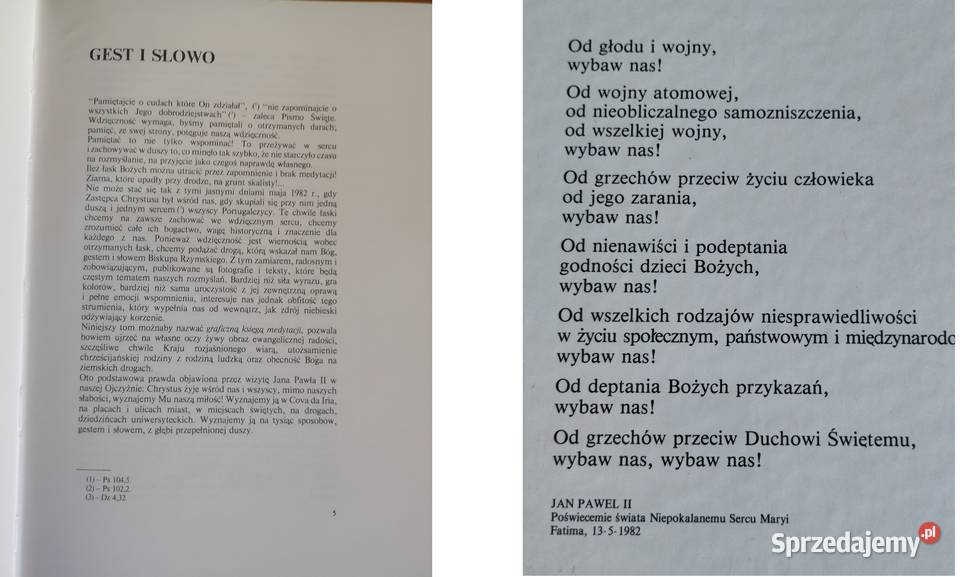 GEST I SŁOWO
"Pamiętajcie o cudach które On zdziałał", (¹) "nie zapominajcie o
wszystkich Jego dobrodziejstwach" (²) – zaleca Pismo Święte.
Wdzięczność wymaga, byśmy pamiętali o otrzymanych darach;
pamięć, ze swej strony, potęguje naszą wdzięczność.
Pamiętać to nie tylko wspominać! To przeżywać w sercu
i zachowywać w duszy to, co minęło tak szybko, że nie starczyło czasu
na rozmyślanie, na przyjęcie jako czegoś naprawdę własnego.
Ileż łask Bożych można utracić przez zapomnienie i brak medytacji!
Ziarna, które upadły przy drodze, na grunt skalisty!...
Nie może stać się tak z tymi jasnymi dniami maja 1982 r., gdy
Zastępca Chrystusa był wśród nas, gdy skupiali się przy nim jedną
duszą i jednym sercem (³) wszyscy Portugalczycy. Te chwile łaski
chcemy na zawsze zachować we wdzięcznym sercu, chcemy
zrozumieć całe ich bogactwo, wagę historyczną i znaczenie dla
każdego z nas. Ponieważ wdzięczność jest wiernością wobec
otrzymanych łask, chcemy podążać drogą, którą wskazał nam Bóg,
gestem i słowem Biskupa Rzymskiego. Z tym zamiarem, radosnym i
zobowiązującym, publikowane są fotografie i teksty, które będą
częstym tematem naszych rozmyślań. Bardziej niż siła wyrazu, gra
kolorów, bardziej niż sama uroczystość z jej zewnętrzną oprawą
i pełne emocji wspomnienia, interesuje nas jednak obfitość tego
strumienia, który wypełnia nas od wewnątrz, jak zdrój niebieski
odżywiający korzenie.
Niniejszy tom możnaby nazwać graficzną księgą medytacji, pozwala
bowiem ujrzeć na własne oczy żywy obraz ewangelicznej radości,
szczęśliwe chwile Kraju rozjaśnionego wiarą, utożsamienie
chrześcijańskiej rodziny z rodziną ludzką oraz obecność Boga na
ziemskich drogach.
Oto podstawowa prawda objawiona przez wizytę Jana Pawła II w
naszej Ojczyźnie: Chrystus żyje wśród nas i wszyscy, mimo naszych
słabości, wyznajemy Mu naszą miłość! Wyznajemy ją w Cova da Iria,
na placach i ulicach miast, w miejscach świętych, na drogach,
dziedzińcach uniwersyteckich. Wyznajemy ją na tysiąc sposobów,
gestem i słowem, z głębi przepełnionej duszy.
(1) – Ps 104,5.
(2) – Ps 102,2.
(3) – Dz 4,32.
5
Od głodu i wojny,
wybaw nas!
Od wojny atomowej,
od nieobliczalnego samozniszczenia,
od wszelkiej wojny,
wybaw nas!
Od grzechów przeciw życiu człowieka
od jego zarania,
wybaw nas!
Od nienawiści i podeptania
godności dzieci Bożych,
wybaw nas!
Od wszelkich rodzajów niesprawiedliwości
w życiu społecznym, państwowym i międzynarodo
wybaw nas!
Od deptania Bożych przykazań,
wybaw nas!
Od grzechów przeciw Duchowi Świętemu,
wybaw nas, wybaw nas!
JAN PAWEŁ II
Poświecemie świata Niepokalanemu Sercu Maryi
Fatima, 13-5-1982
Sprzedajemy.pl